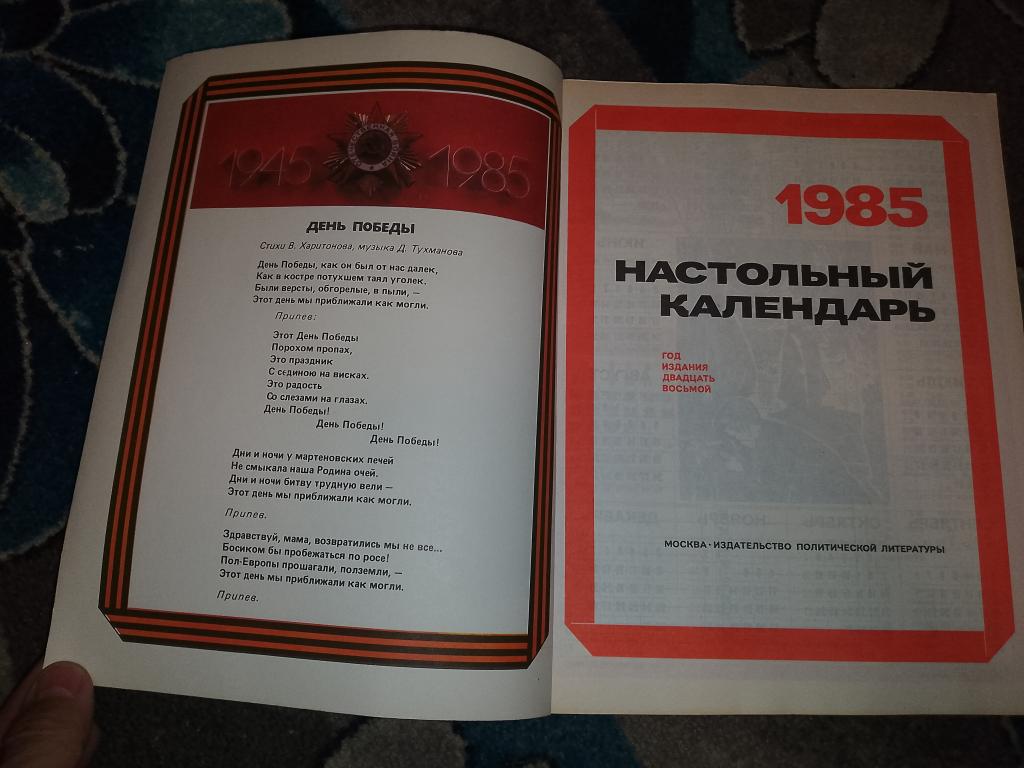 1945 1985
ОТЕЧЕСТВЕННАЯ ВОЙНА
ДЕНЬ ПОБЕДЫ
Стихи В. Харитонова, музыка Д. Тухманова
День Победы, как он был от нас далек,
Как в костре потухшем таял уголек.
Были версты, обгорелые, в пыли, —
Этот день мы приближали как могли.
Припев:
Этот День Победы
Порохом пропах,
Это праздник
С сединою на висках.
Это радость
Со слезами на глазах.
День Победы!
День Победы!
День Победы!
Дни и ночи у мартеновских печей
Не смыкала наша Родина очей.
Дни и ночи битву трудную вели —
Этот день мы приближали как могли.
Припев.
Здравствуй, мама, возвратились мы не все...
Босиком бы пробежаться по росе!
Пол-Европы прошагали, полземли, —
Этот день мы приближали как могли.
Припев.
1985
НАСТОЛЬНЫЙ
КАЛЕНДАРЬ
ГОД
ИЗДАНИЯ
ДВАДЦАТЬ
ВОСЬМОЙ
МОСКВА · ИЗДАТЕЛЬСТВО ПОЛИТИЧЕСКОЙ ЛИТЕРАТУРЫ